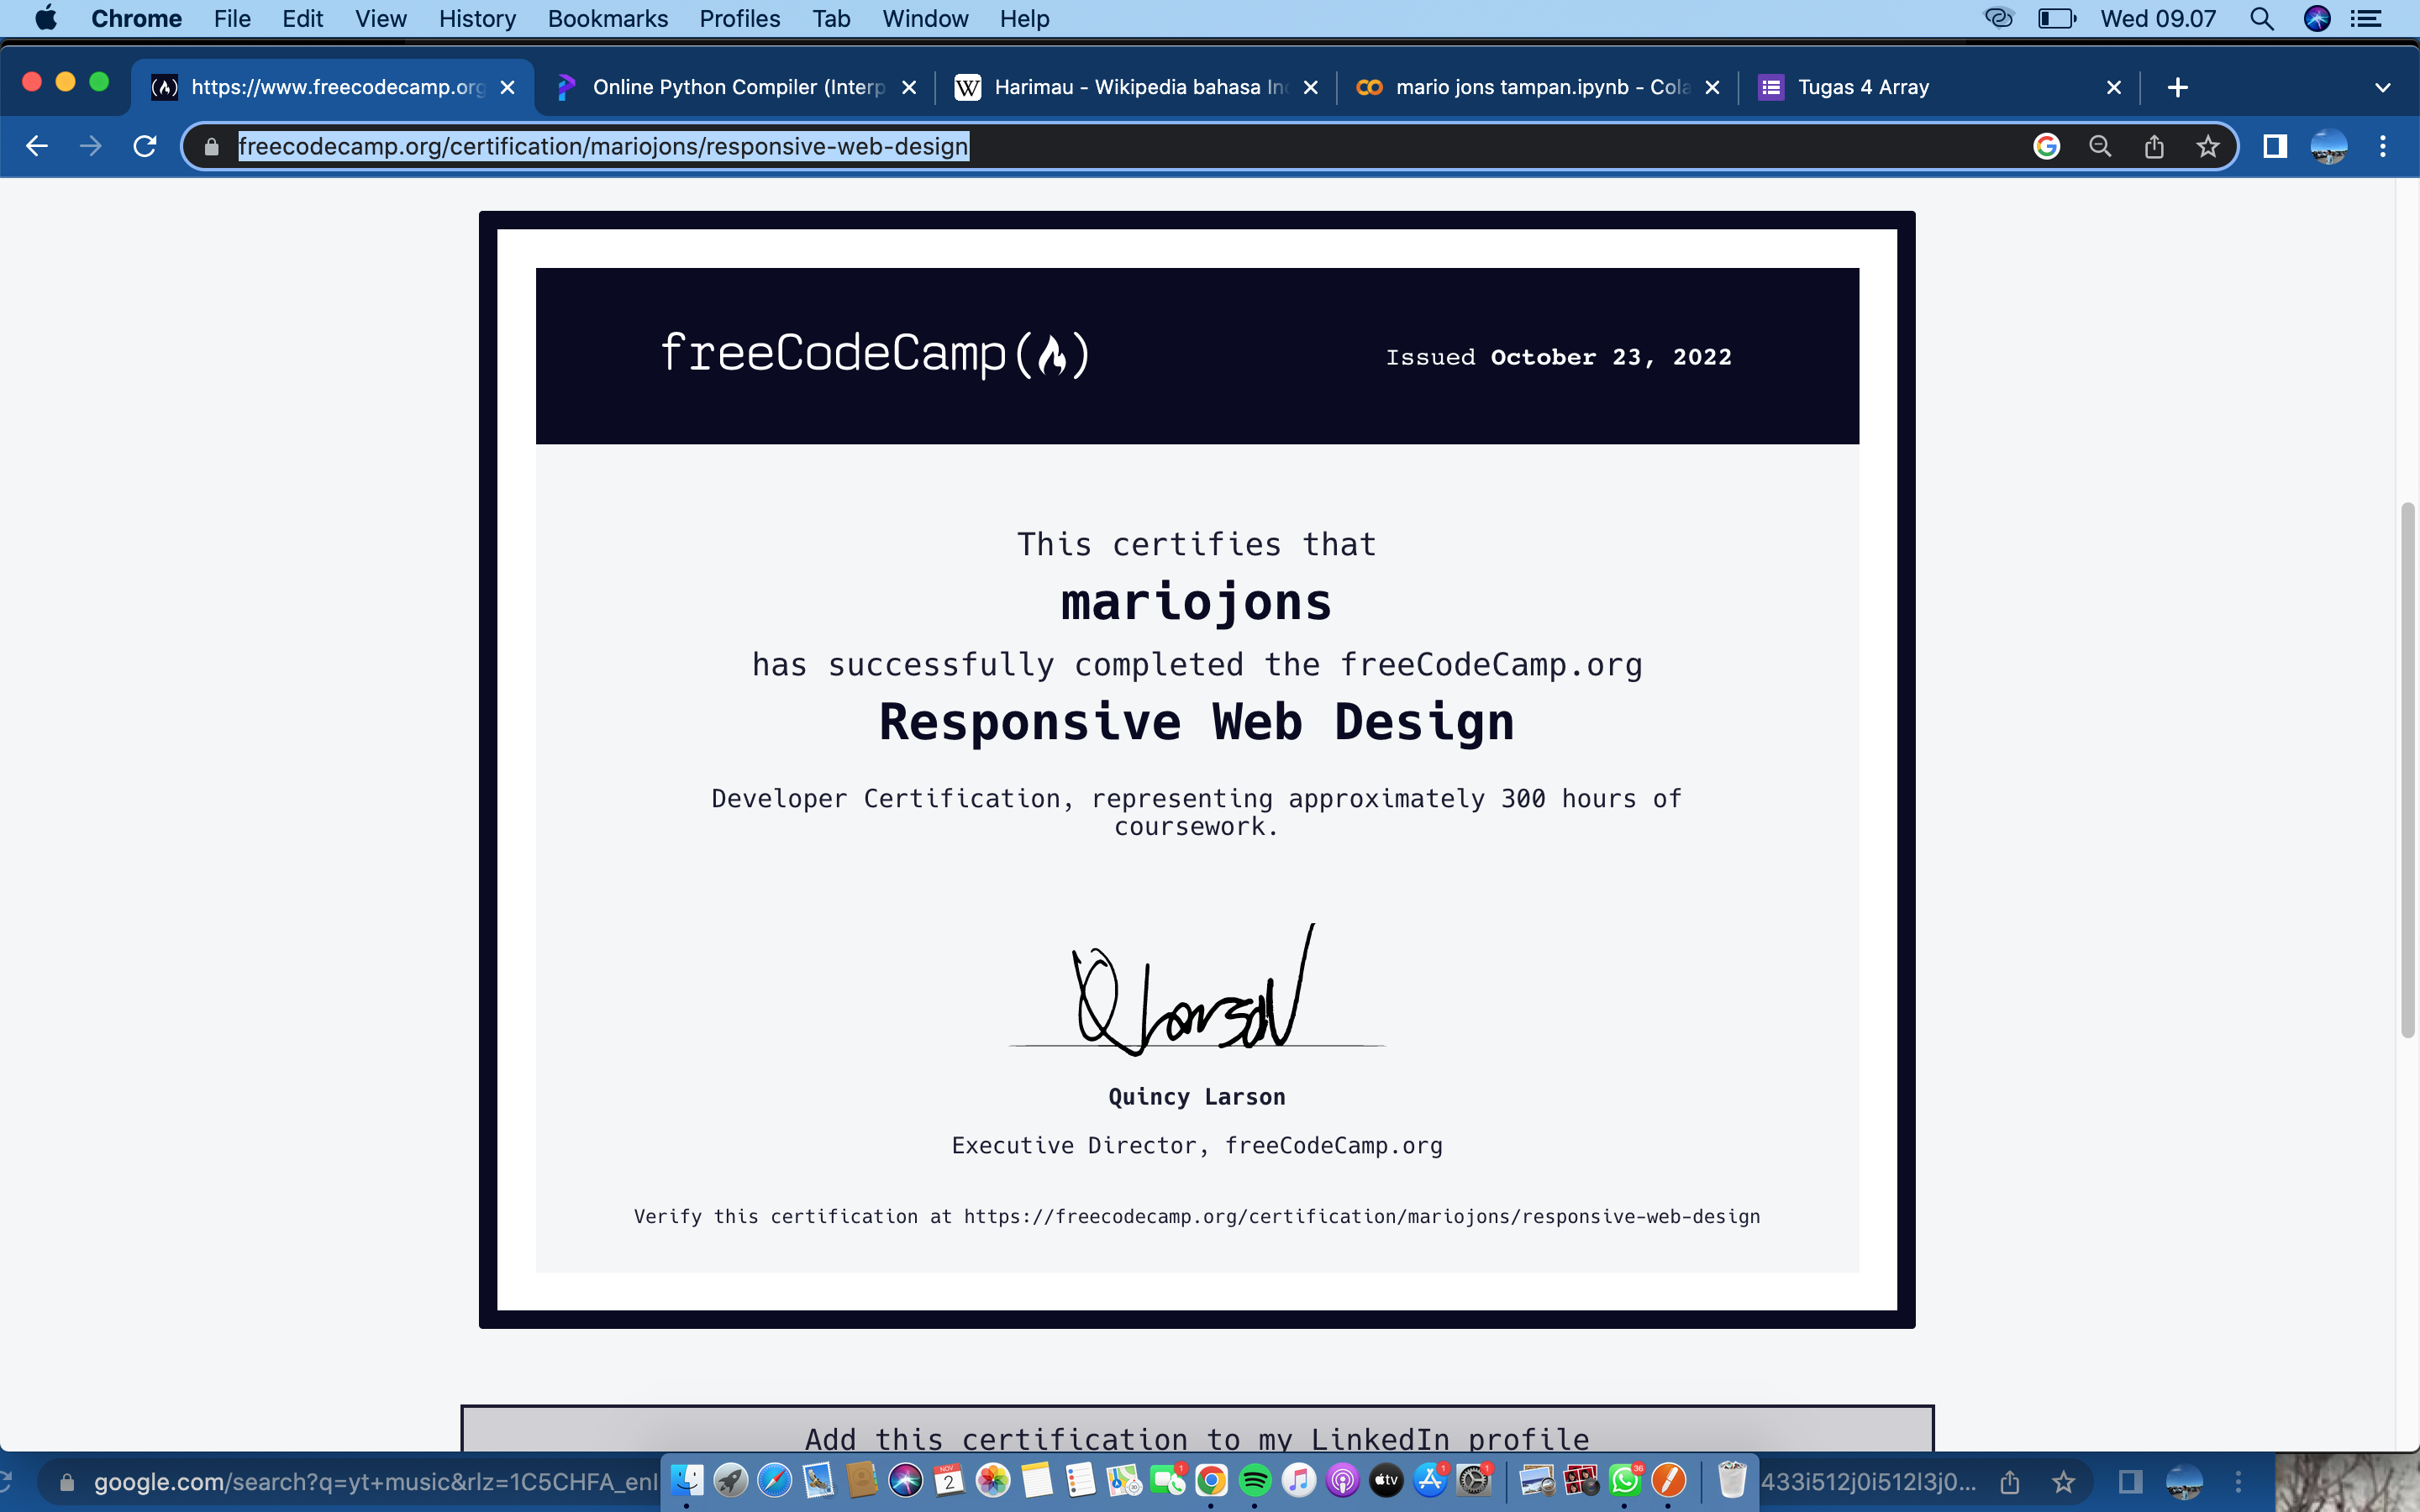 Chrome File Edit View History Bookmarks Profiles Tab Window Help Wed 09.07
https://www.freecodecamp.org Online Python Compiler (Interp Harimau - Wikipedia bahasa In mario jons tampan.ipynb - Cola Tugas 4 Array
freecodecamp.org/certification/mariojons/responsive-web-design
freeCodeCamp
Issued October 23, 2022
This certifies that
mariojons
has successfully completed the freeCodeCamp.org
Responsive Web Design
Developer Certification, representing approximately 300 hours of
coursework.
Quincy Larson
Executive Director, freeCodeCamp.org
Verify this certification at https://freecodecamp.org/certification/mariojons/responsive-web-design
Add this certification to my LinkedIn profile
google.com/search?q=yt+music&rlz=1C5CHFA_enI 433i512j0i512l3j0...